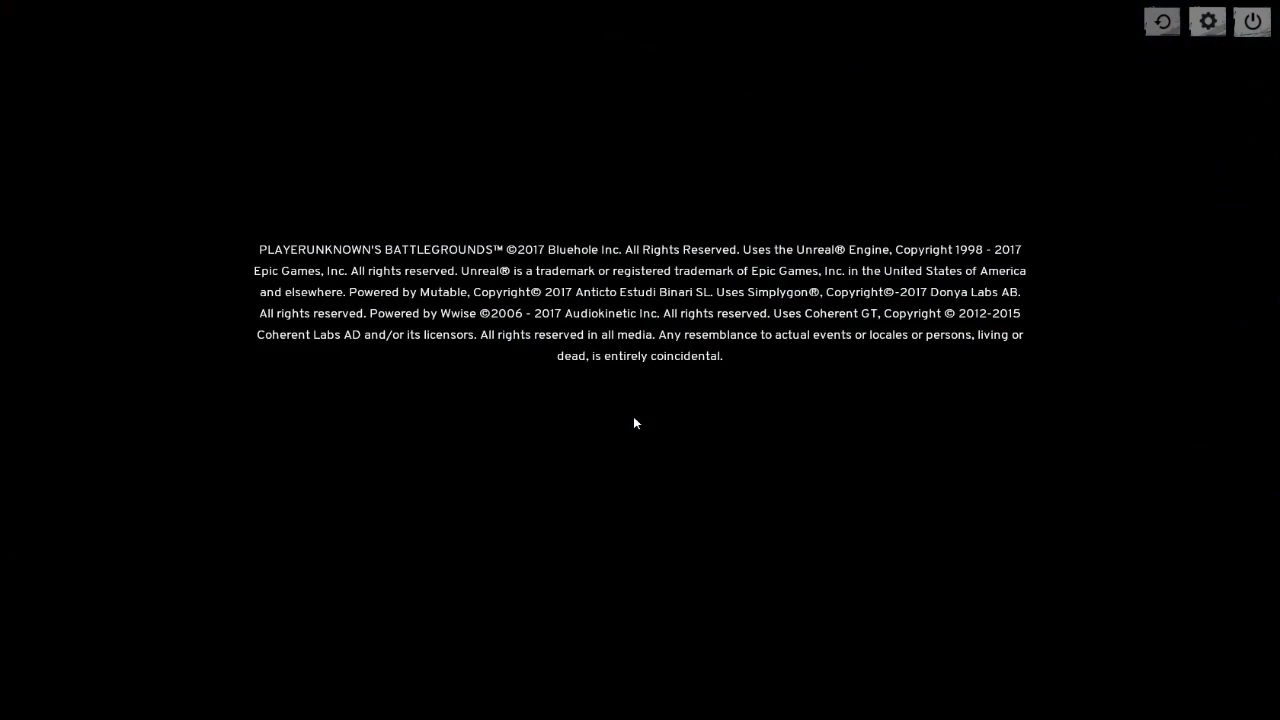 PLAYERUNKNOWN'S BATTLEGROUNDS™ ©2017 Bluehole Inc. All Rights Reserved. Uses the Unreal® Engine, Copyright 1998 - 2017
Epic Games, Inc. All rights reserved. Unreal® is a trademark or registered trademark of Epic Games, Inc. in the United States of America
and elsewhere. Powered by Mutable, Copyright© 2017 Anticto Estudi Binari SL. Uses Simplygon®, Copyright©-2017 Donya Labs AB.
All rights reserved. Powered by Wwise ©2006 - 2017 Audiokinetic Inc. All rights reserved. Uses Coherent GT, Copyright © 2012-2015
Coherent Labs AD and/or its licensors. All rights reserved in all media. Any resemblance to actual events or locales or persons, living or
dead, is entirely coincidental.